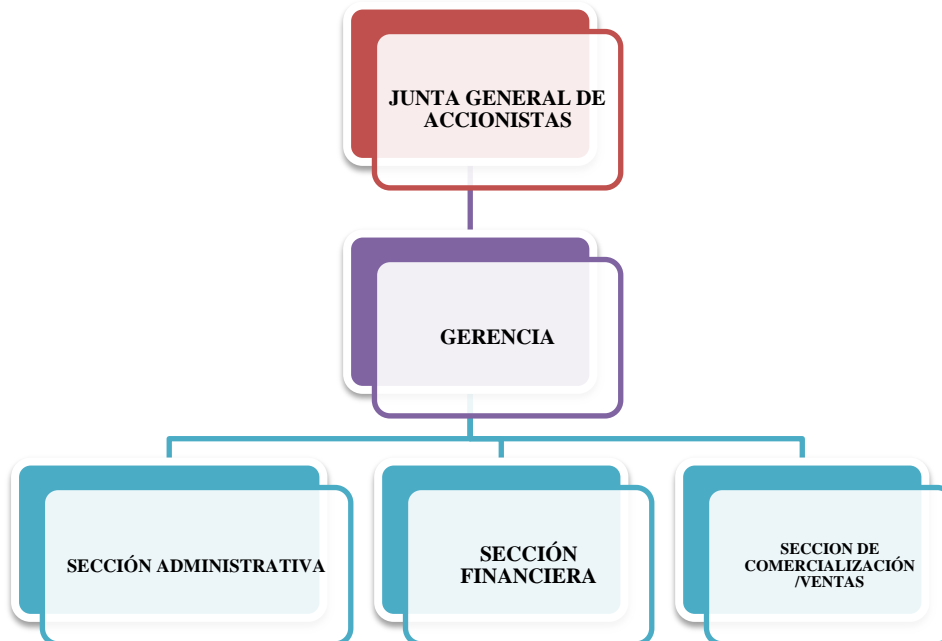 JUNTA GENERAL DE
ACCIONISTAS
GERENCIA
SECCIÓN ADMINISTRATIVA
SECCIÓN
FINANCIERA
SECCION DE
COMERCIALIZACIÓN
/VENTAS